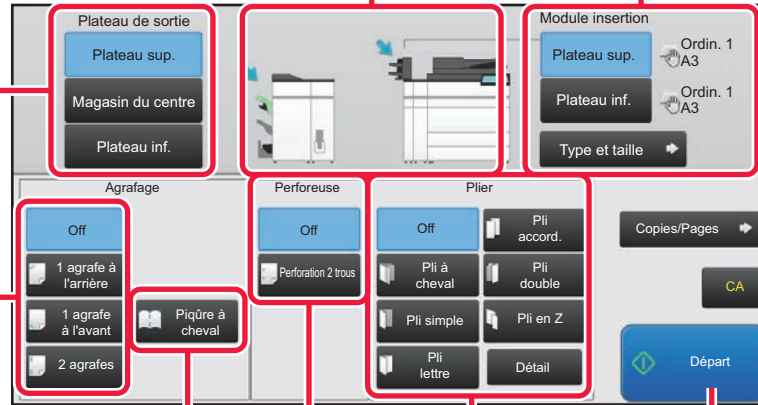 Plateau de sortie
Plateau sup.
Magasin du centre
Plateau inf.
Module insertion
Plateau sup.
Ordin. 1
A3
Plateau inf.
Ordin. 1
A3
Type et taille
Agrafage
Off
1 agrafe à
l'arrière
1 agrafe
à l'avant
2 agrafes
Piqûre à
cheval
Perforeuse
Off
Perforation 2 trous
Plier
Off
Pli
accord.
Pli à
cheval
Pli
double
Pli simple
Pli en Z
Pli
lettre
Détail
Copies/Pages
CA
Départ